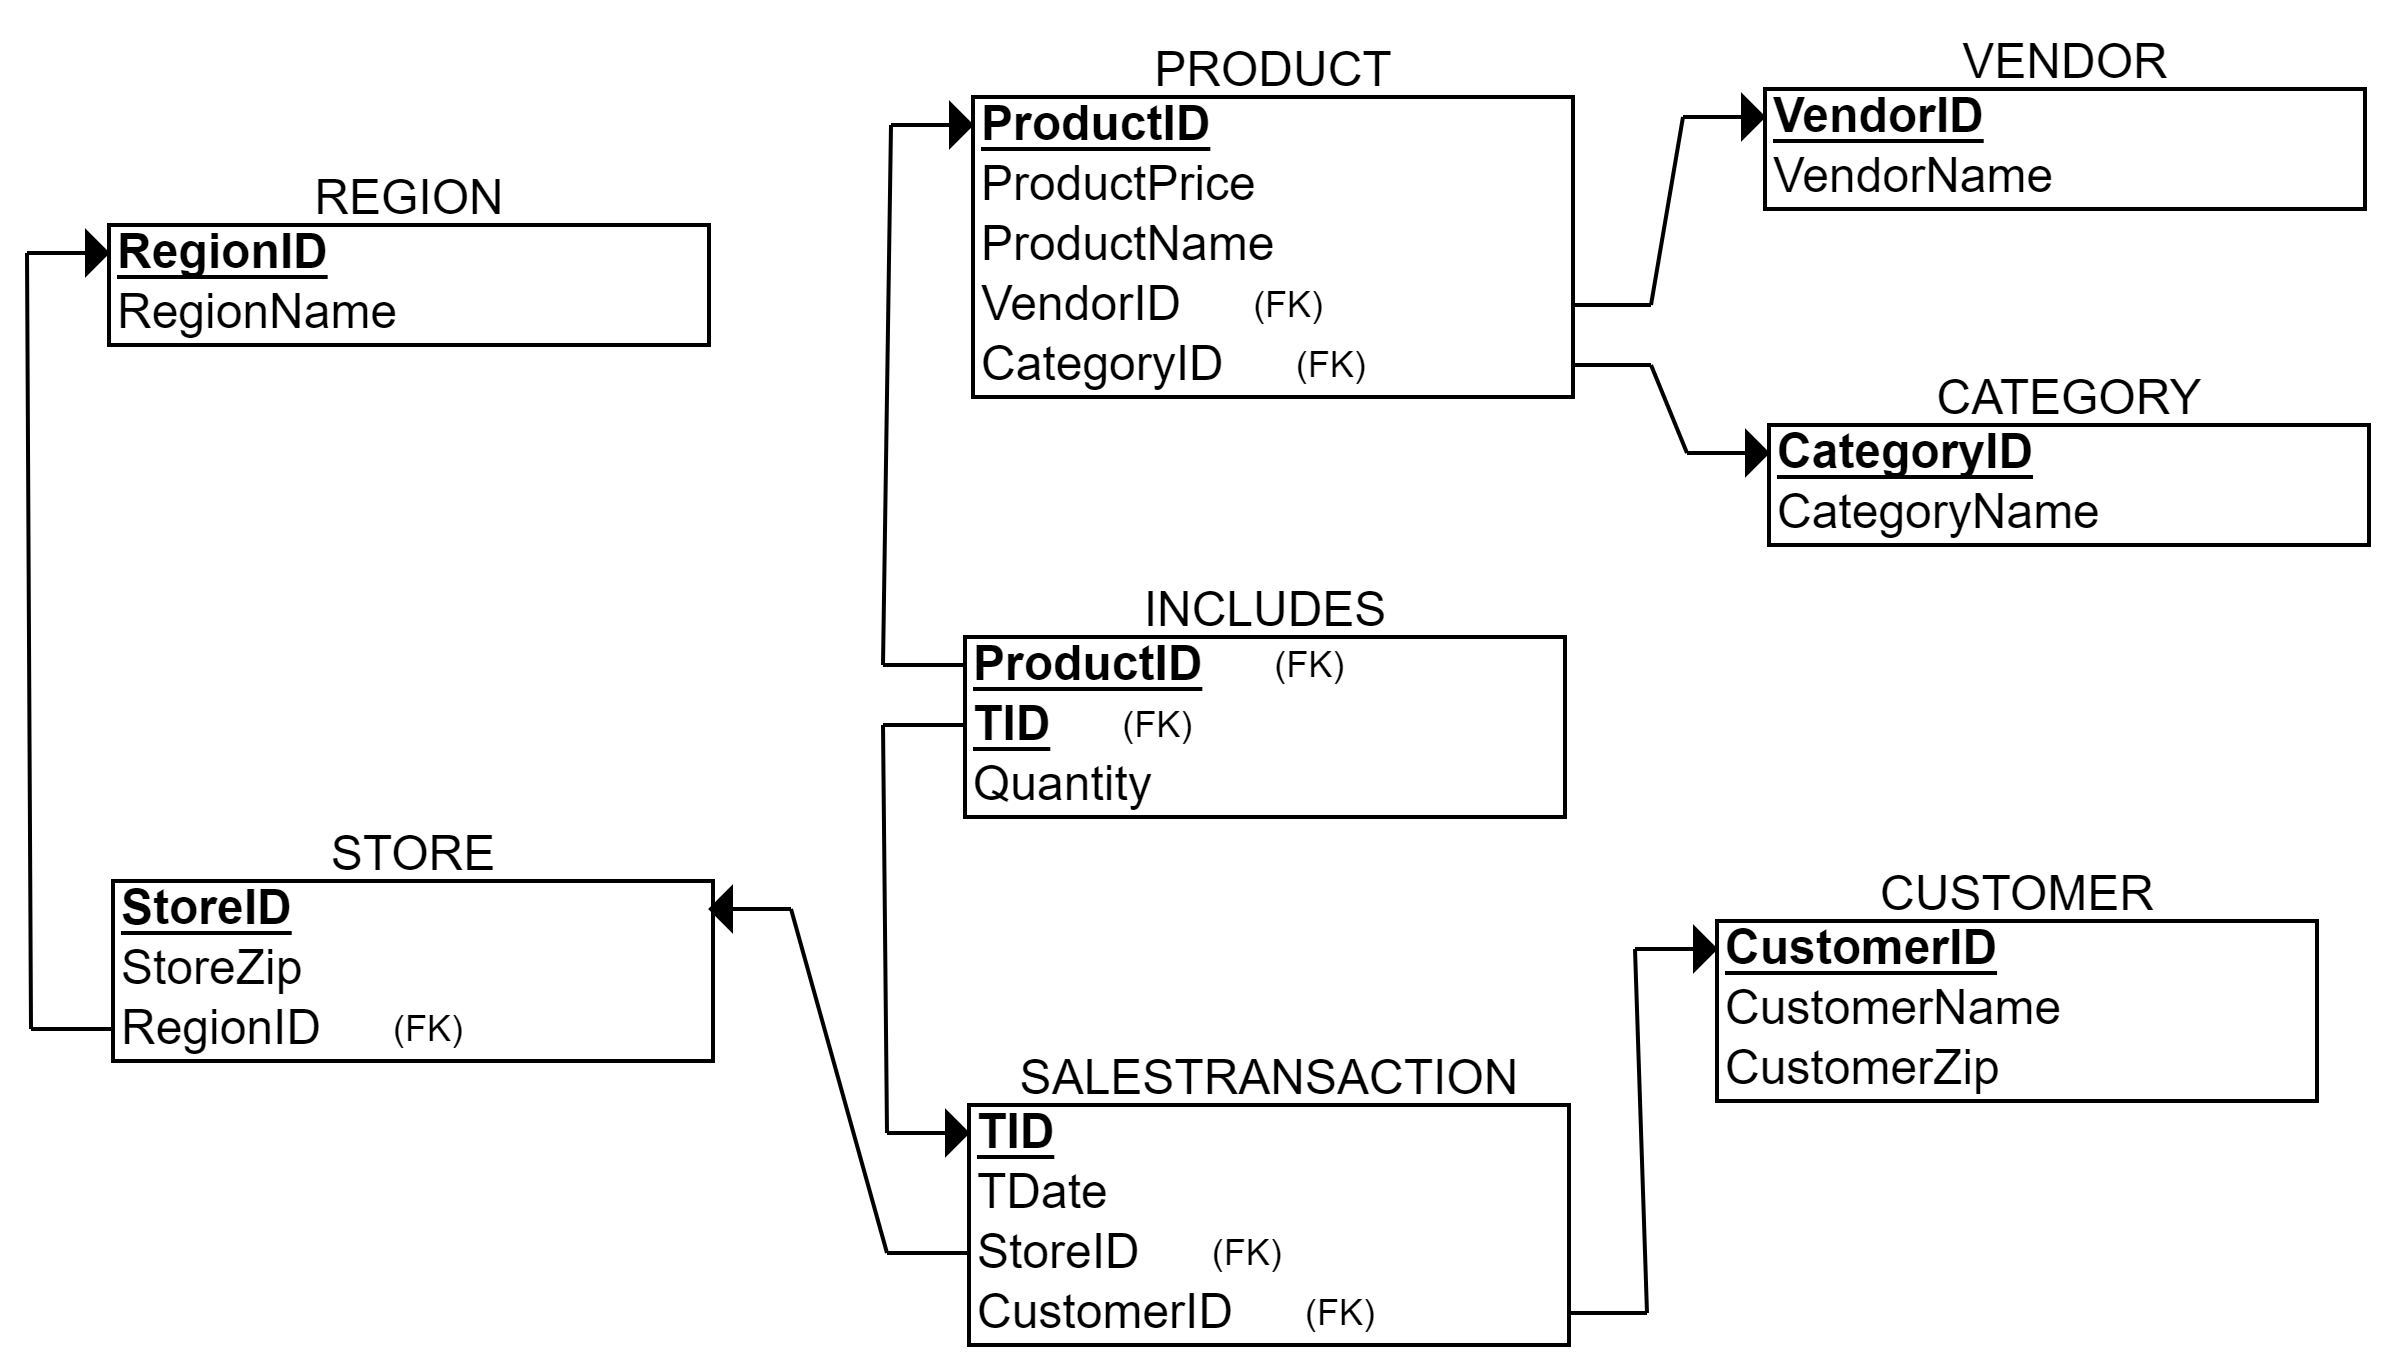 REGION
RegionID
RegionName
PRODUCT
ProductID
ProductPrice
ProductName
VendorID (FK)
CategoryID (FK)
VENDOR
VendorID
VendorName
CATEGORY
CategoryID
CategoryName
INCLUDES
ProductID (FK)
TID (FK)
Quantity
STORE
StoreID
StoreZip
RegionID (FK)
SALESTRANSACTION
TID
TDate
StoreID (FK)
CustomerID (FK)
CUSTOMER
CustomerID
CustomerName
CustomerZip